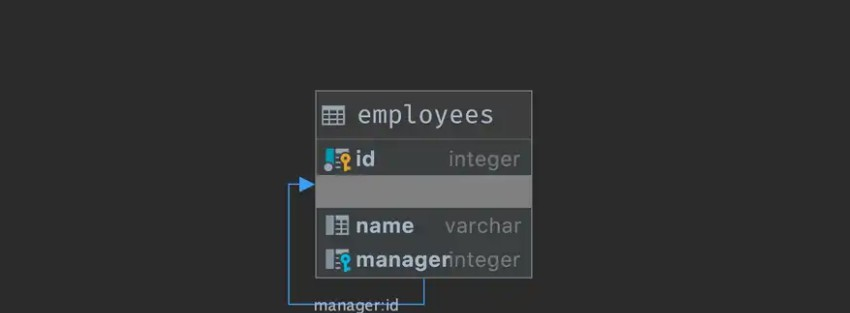 employees
id integer
name varchar
manager integer
manager:id